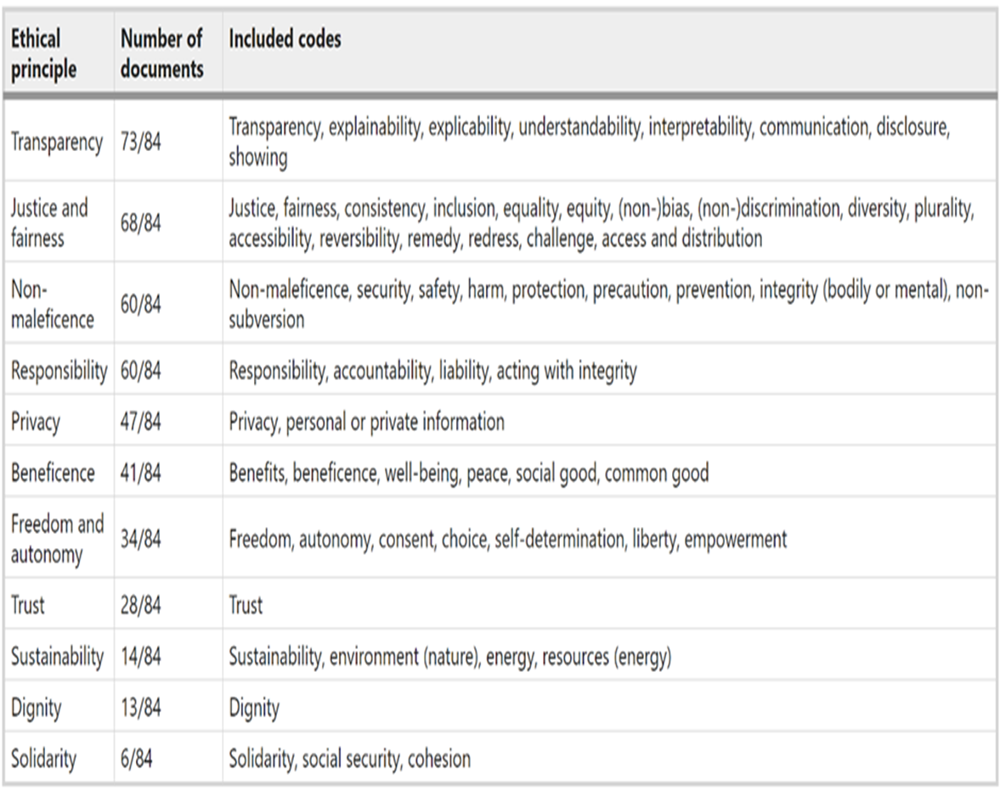 Ethical principle | Number of documents | Included codes
Transparency | 73/84 | Transparency, explainability, explicability, understandability, interpretability, communication, disclosure, showing
Justice and fairness | 68/84 | Justice, fairness, consistency, inclusion, equality, equity, (non-)bias, (non-)discrimination, diversity, plurality, accessibility, reversibility, remedy, redress, challenge, access and distribution
Non-maleficence | 60/84 | Non-maleficence, security, safety, harm, protection, precaution, prevention, integrity (bodily or mental), non-subversion
Responsibility | 60/84 | Responsibility, accountability, liability, acting with integrity
Privacy | 47/84 | Privacy, personal or private information
Beneficence | 41/84 | Benefits, beneficence, well-being, peace, social good, common good
Freedom and autonomy | 34/84 | Freedom, autonomy, consent, choice, self-determination, liberty, empowerment
Trust | 28/84 | Trust
Sustainability | 14/84 | Sustainability, environment (nature), energy, resources (energy)
Dignity | 13/84 | Dignity
Solidarity | 6/84 | Solidarity, social security, cohesion